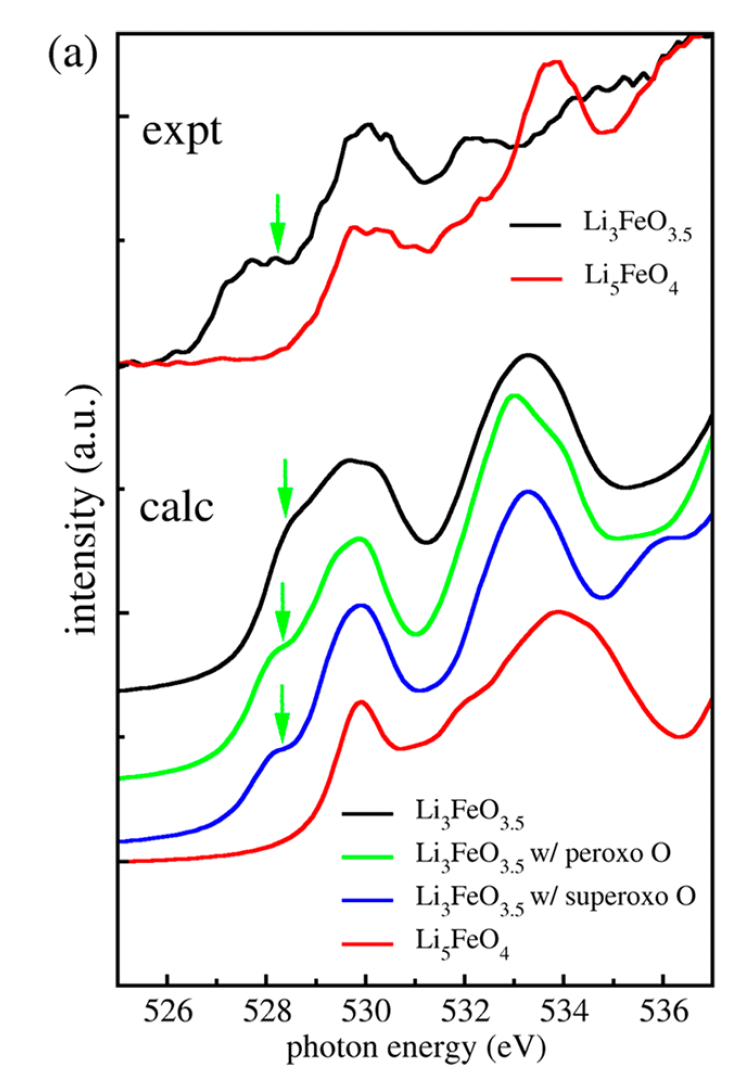 (a)
expt
Li₃FeO₃.₅
Li₅FeO₄
intensity (a.u.)
calc
Li₃FeO₃.₅
Li₃FeO₃.₅ w/ peroxo O
Li₃FeO₃.₅ w/ superoxo O
Li₅FeO₄
526 528 530 532 534 536
photon energy (eV)